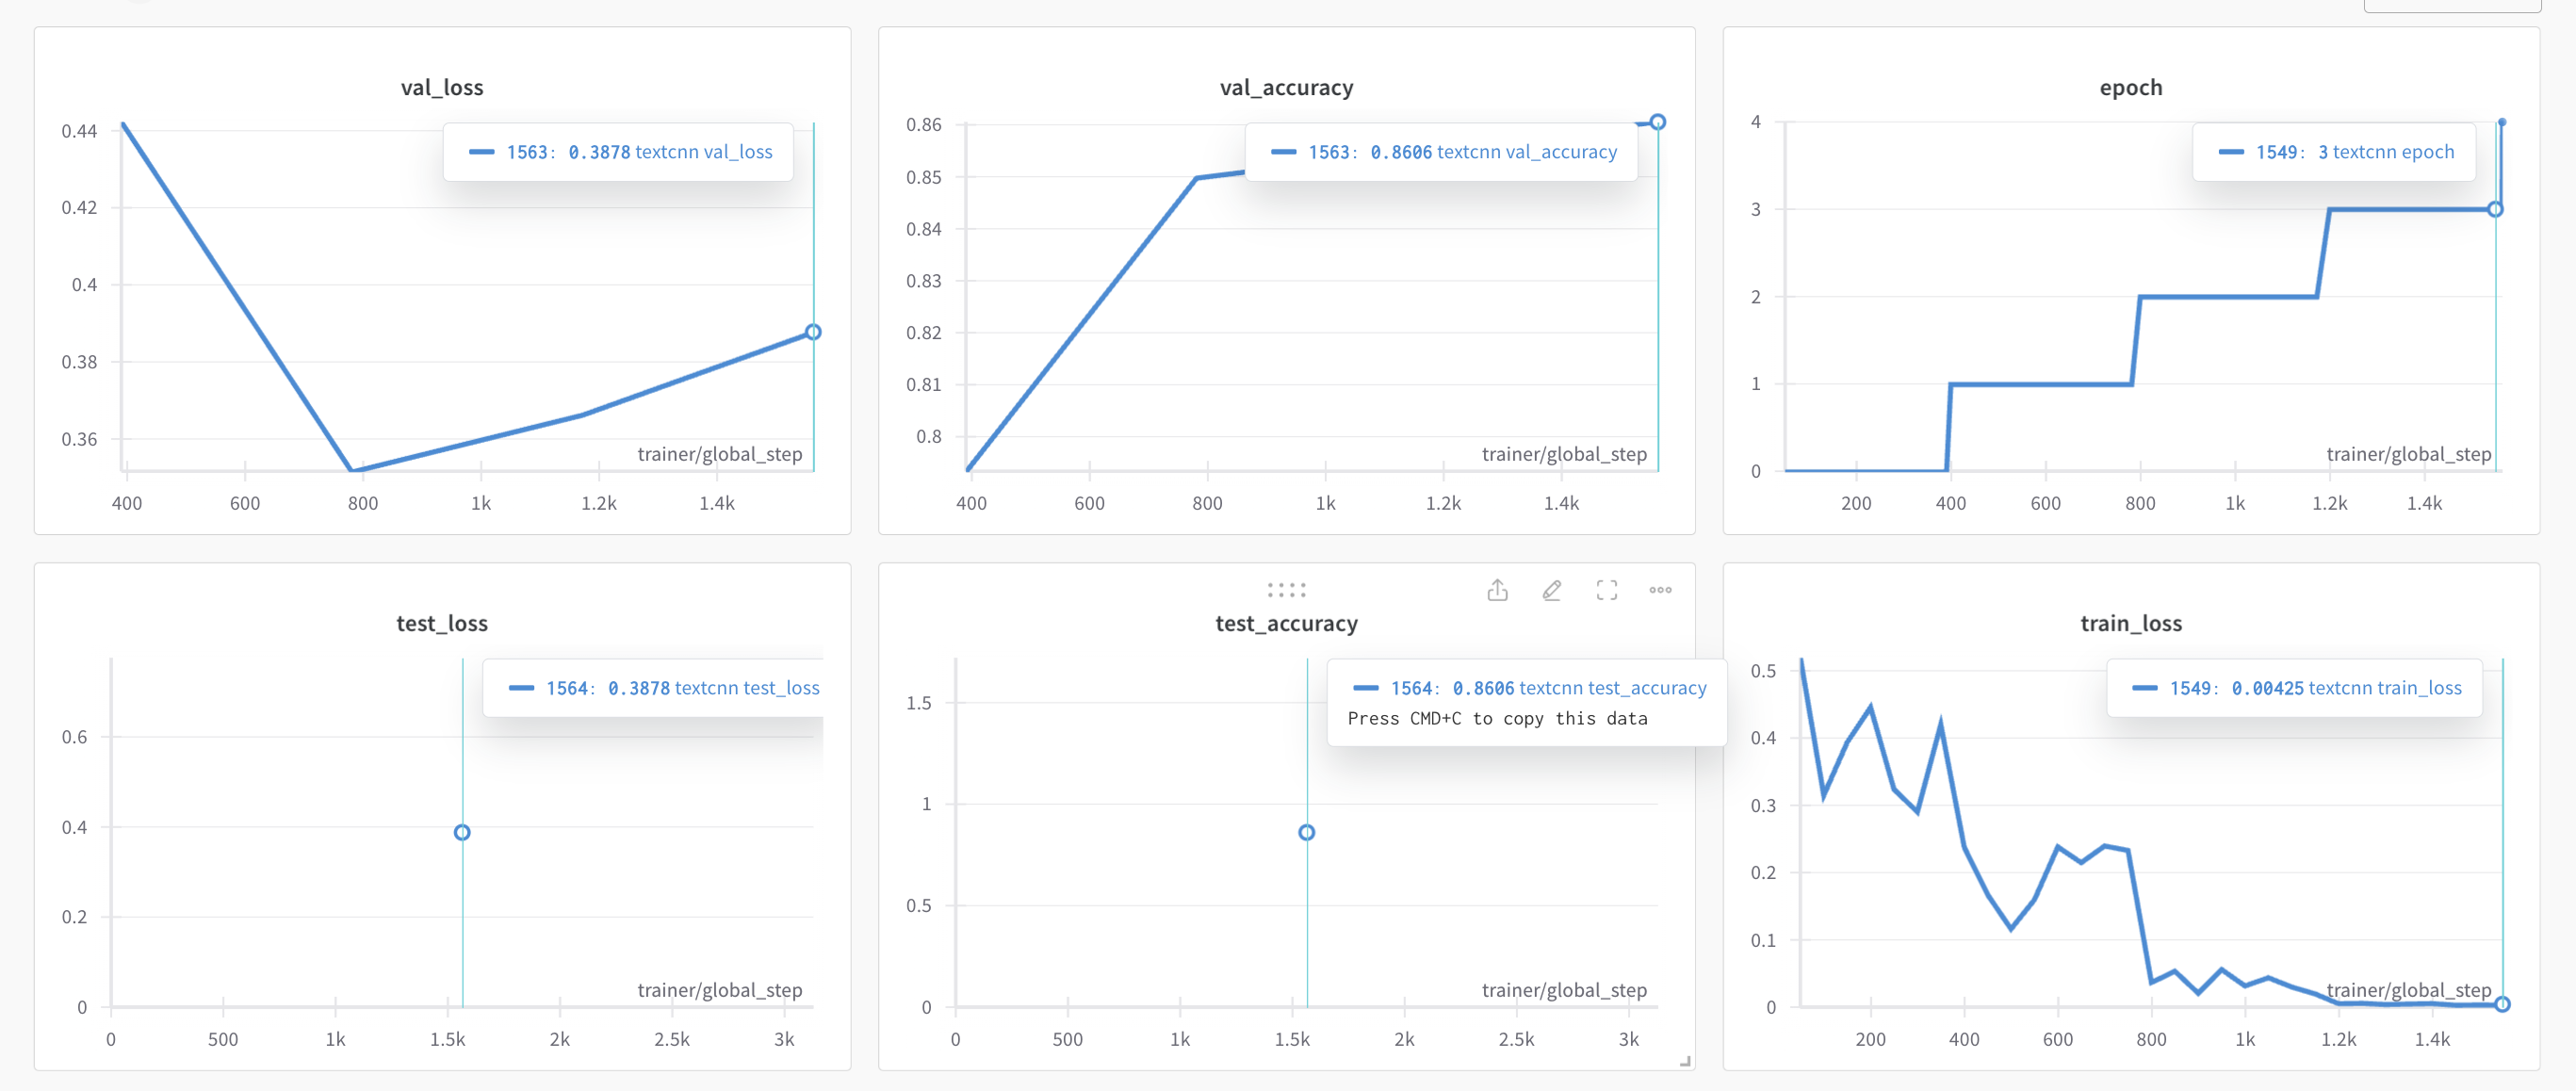 val_loss
1563: 0.3878 textcnn val_loss
0.44
0.42
0.4
0.38
0.36
trainer/global_step
400 600 800 1k 1.2k 1.4k
val_accuracy
1563: 0.8606 textcnn val_accuracy
0.86
0.85
0.84
0.83
0.82
0.81
0.8
trainer/global_step
400 600 800 1k 1.2k 1.4k
epoch
1549: 3 textcnn epoch
4
3
2
1
0
trainer/global_step
200 400 600 800 1k 1.2k 1.4k
test_loss
1564: 0.3878 textcnn test_loss
0.6
0.4
0.2
0
trainer/global_step
0 500 1k 1.5k 2k 2.5k 3k
test_accuracy
1564: 0.8606 textcnn test_accuracy
Press CMD+C to copy this data
1.5
1
0.5
0
trainer/global_step
0 500 1k 1.5k 2k 2.5k 3k
train_loss
1549: 0.00425 textcnn train_loss
0.5
0.4
0.3
0.2
0.1
0
trainer/global_step
200 400 600 800 1k 1.2k 1.4k